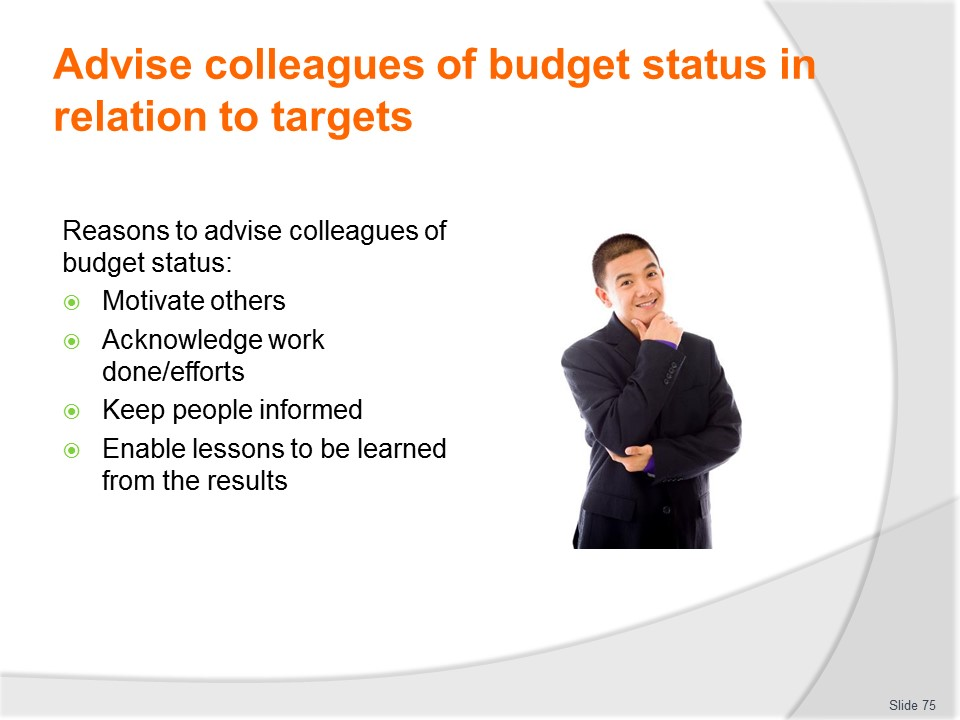 Advise colleagues of budget status in
relation to targets
Reasons to advise colleagues of
budget status:
Motivate others
Acknowledge work
done/efforts
Keep people informed
Enable lessons to be learned
from the results
Slide 75